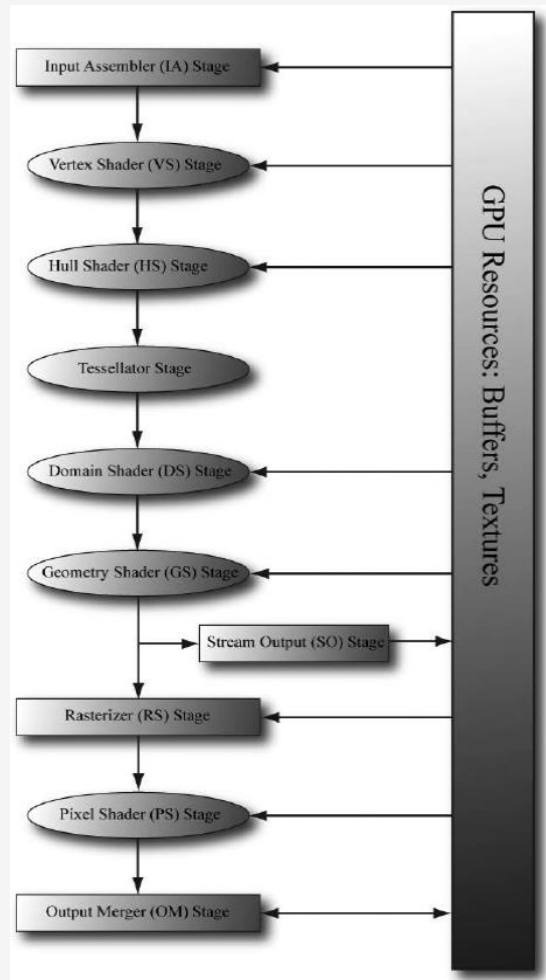 Input Assembler (IA) Stage
Vertex Shader (VS) Stage
Hull Shader (HS) Stage
Tessellator Stage
Domain Shader (DS) Stage
Geometry Shader (GS) Stage
Stream Output (SO) Stage
Rasterizer (RS) Stage
Pixel Shader (PS) Stage
Output Merger (OM) Stage
GPU Resources: Buffers, Textures